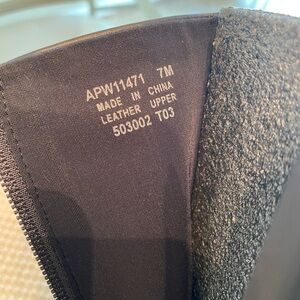 APW11471 7M
MADE IN CHINA
LEATHER UPPER
503002 T03